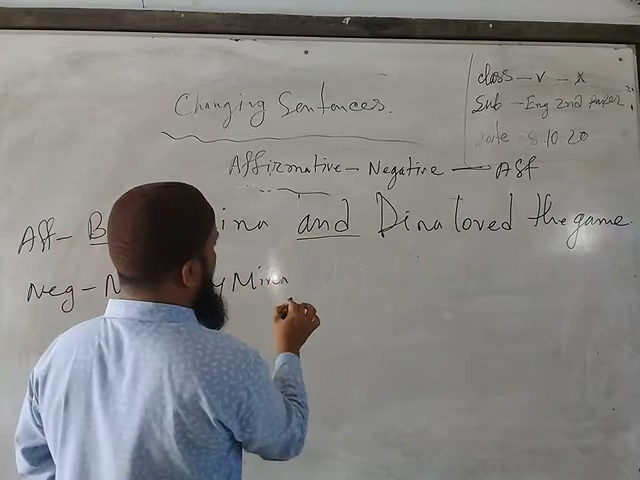 Class - V - X
Sub - Eng 2nd Paper
Date 8.10.20
Changing Sentences.
Affirmative - Negative - Aff
Aff - B ina and Dina loved the game.
Neg - N y Mina